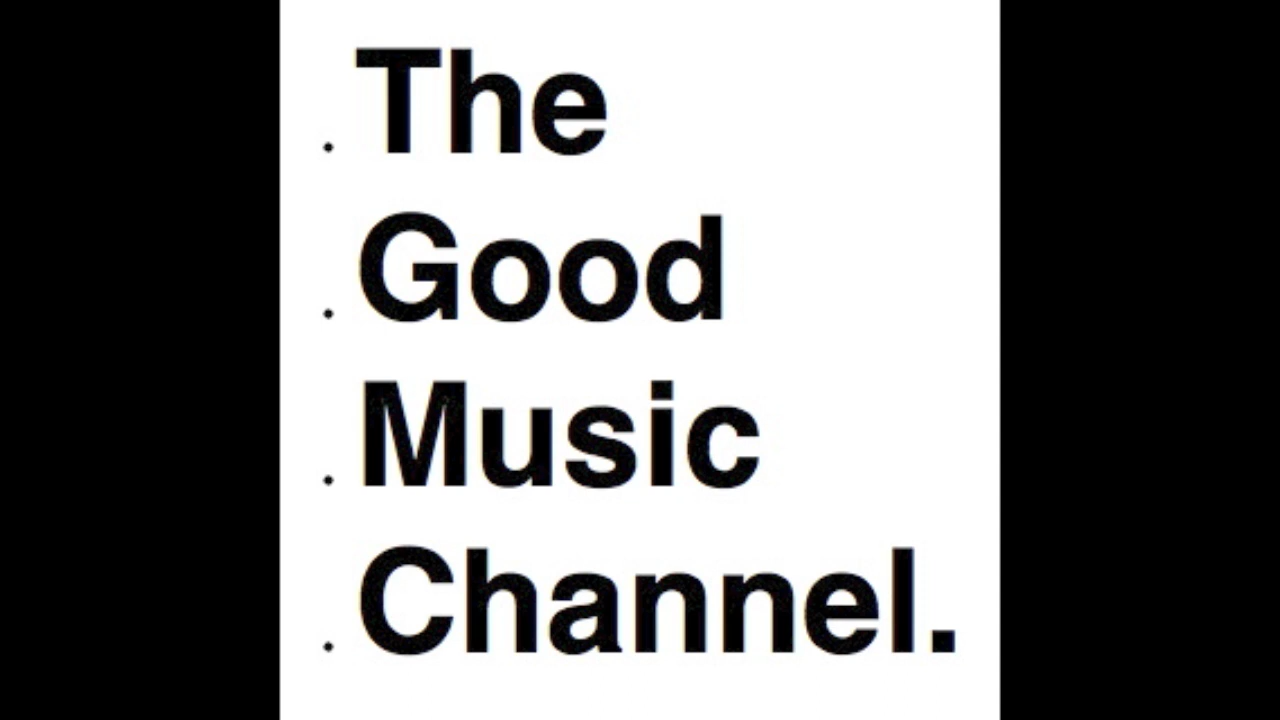 . The
. Good
. Music
. Channel.